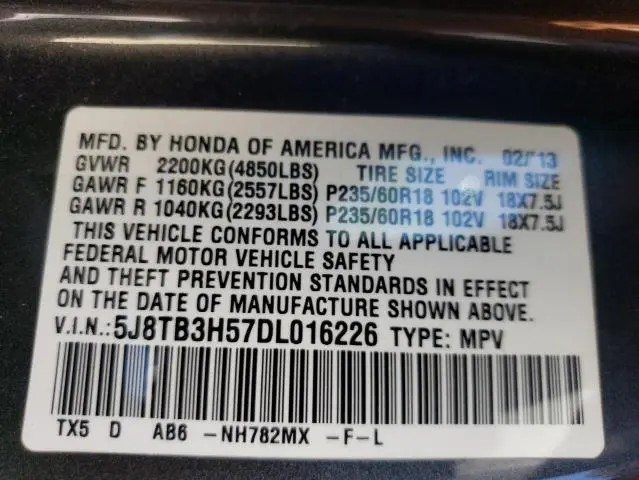 MFD. BY HONDA OF AMERICA MFG., INC. 02/13
GVWR 2200KG(4850LBS) TIRE SIZE RIM SIZE
GAWR F 1160KG(2557LBS) P235/60R18 102V 18X7.5J
GAWR R 1040KG(2293LBS) P235/60R18 102V 18X7.5J
THIS VEHICLE CONFORMS TO ALL APPLICABLE
FEDERAL MOTOR VEHICLE SAFETY
AND THEFT PREVENTION STANDARDS IN EFFECT
ON THE DATE OF MANUFACTURE SHOWN ABOVE.
V.I.N.:5J8TB3H57DL016226 TYPE: MPV
TX5 D AB6 -NH782MX -F-L